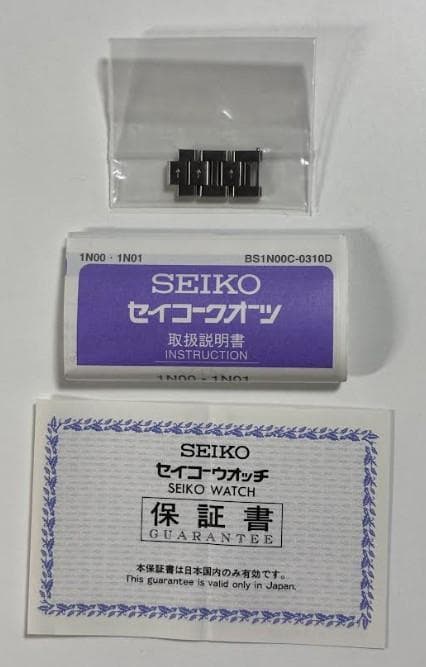 1N00・1N01 BS1N00C-0310D
SEIKO
セイコークオーツ
取扱説明書
INSTRUCTION
1N00・1N01
SEIKO
セイコーウオッチ
SEIKO WATCH
保証書
GUARANTEE
本保証書は日本国内のみ有効です。
This guarantee is valid only in Japan.